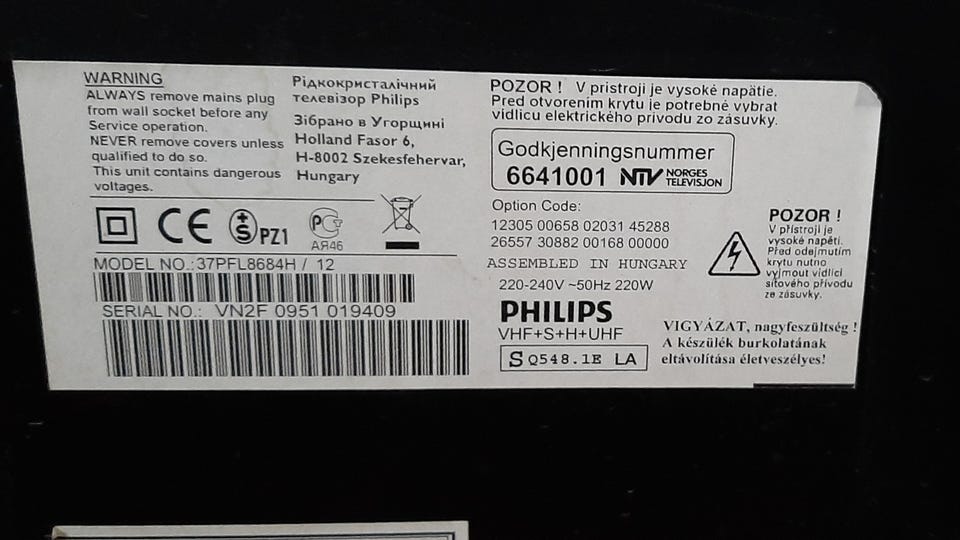 WARNING
ALWAYS remove mains plug
from wall socket before any
Service operation.
NEVER remove covers unless
qualified to do so.
This unit contains dangerous
voltages.
Рідкокристалічний
телевізор Philips
Зібрано в Угорщині
Holland Fasor 6,
H-8002 Szekesfehervar,
Hungary
PZ1
АЯ46
MODEL NO.:37PFL8684H / 12
SERIAL NO.: VN2F 0951 019409
POZOR ! V prístroji je vysoké napätie.
Pred otvorením krytu je potrebné vybrat
vidlicu elektrického prívodu zo zásuvky.
Godkjenningsnummer
6641001 NTV NORGES
TELEVISJON
Option Code:
12305 00658 02031 45288
26557 30882 00168 00000
ASSEMBLED IN HUNGARY
220-240V ~50Hz 220W
PHILIPS
VHF+S+H+UHF
S Q548.1E LA
POZOR !
V přístroji je
vysoké napětí.
Před odejmutím
krytu nutno
vyjmout vidlici
síťového přívodu
ze zásuvky.
VIGYÁZAT, nagyfeszültség !
A készülék burkolatának
eltávolítása életveszélyes!